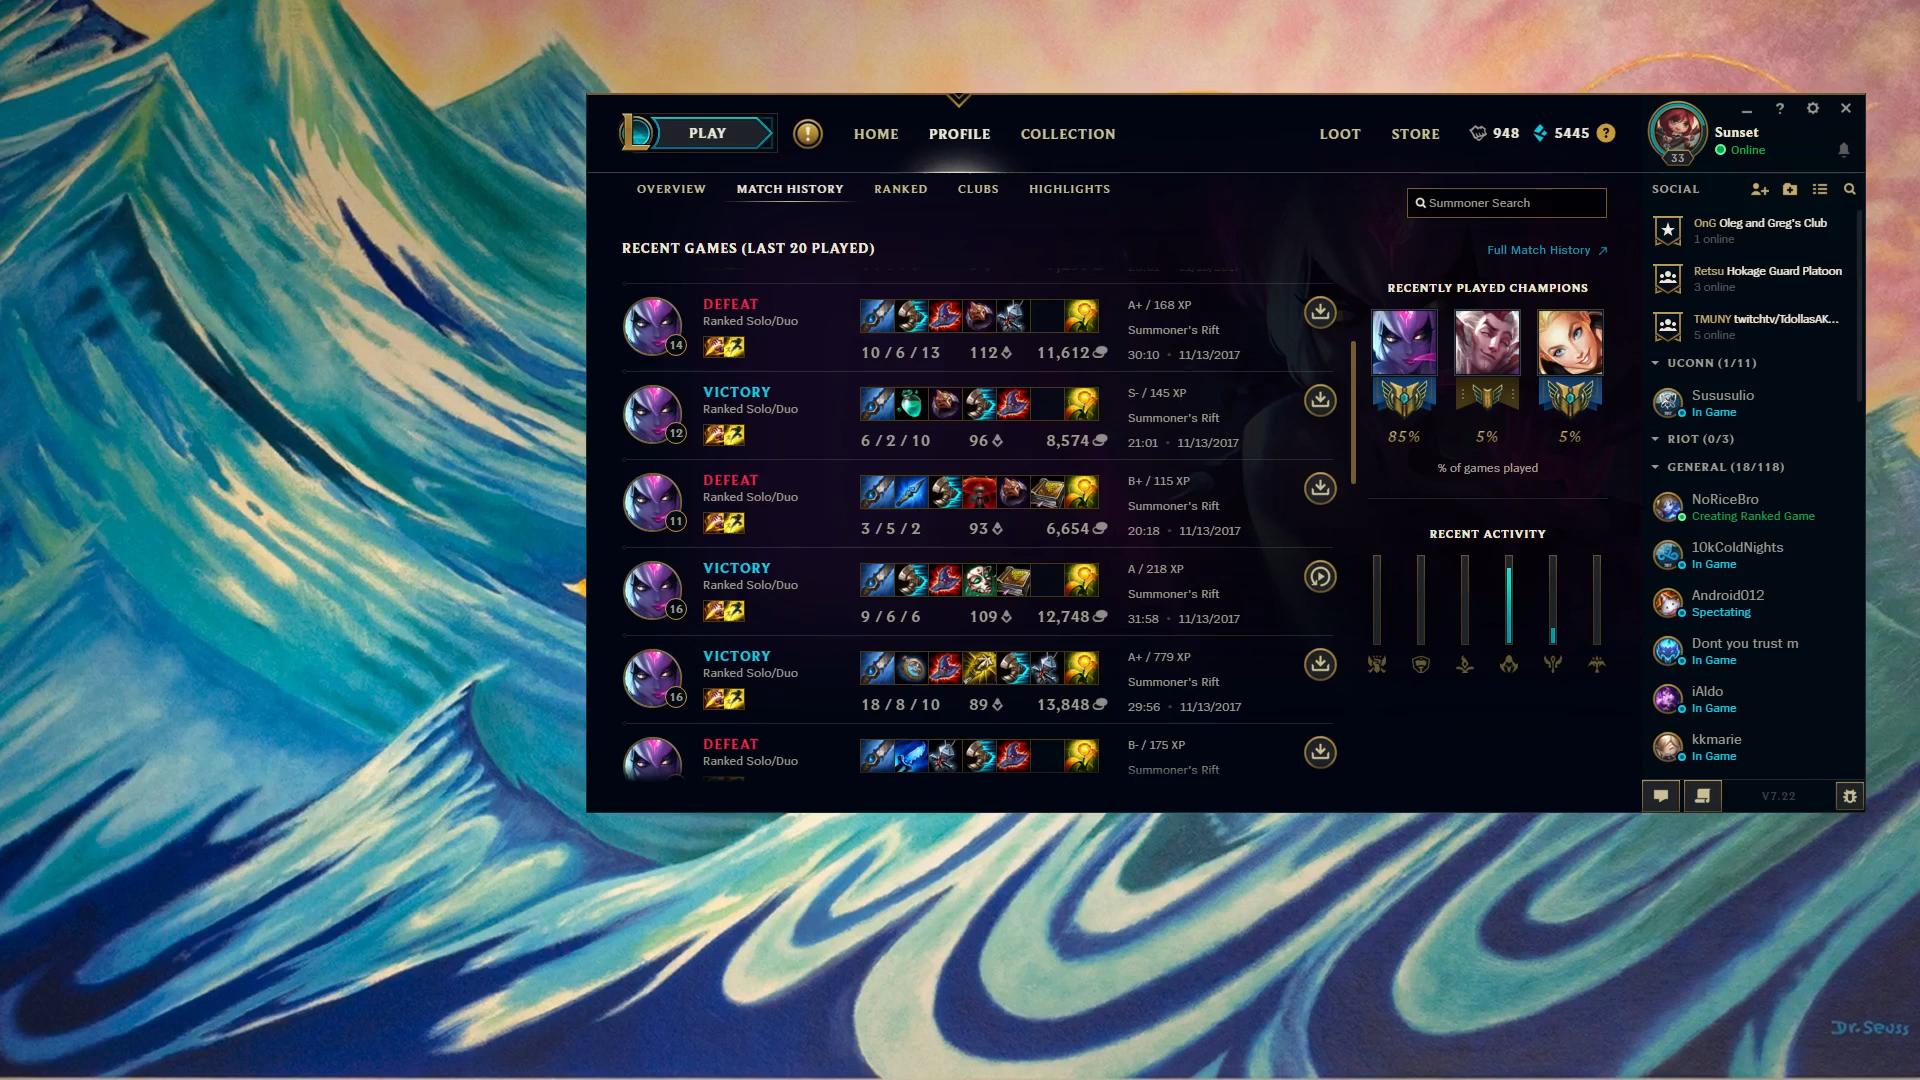 PLAY
HOME
PROFILE
COLLECTION
LOOT
STORE
948
5445
?
?
33
Sunset
Online
OVERVIEW
MATCH HISTORY
RANKED
CLUBS
HIGHLIGHTS
Summoner Search
RECENT GAMES (LAST 20 PLAYED)
Full Match History
DEFEAT
Ranked Solo/Duo
14
10 / 6 / 13
112
11,612
A+ / 168 XP
Summoner's Rift
30:10 • 11/13/2017
VICTORY
Ranked Solo/Duo
12
6 / 2 / 10
96
8,574
S- / 145 XP
Summoner's Rift
21:01 • 11/13/2017
DEFEAT
Ranked Solo/Duo
11
3 / 5 / 2
93
6,654
B+ / 115 XP
Summoner's Rift
20:18 • 11/13/2017
VICTORY
Ranked Solo/Duo
16
9 / 6 / 6
109
12,748
A / 218 XP
Summoner's Rift
31:58 • 11/13/2017
VICTORY
Ranked Solo/Duo
16
18 / 8 / 10
89
13,848
A+ / 779 XP
Summoner's Rift
29:56 • 11/13/2017
DEFEAT
Ranked Solo/Duo
B- / 175 XP
Summoner's Rift
RECENTLY PLAYED CHAMPIONS
85%
5%
5%
% of games played
RECENT ACTIVITY
SOCIAL
OnG Oleg and Greg's Club
1 online
Retsu Hokage Guard Platoon
3 online
TMUNY twitchtv/TdollasAK...
5 online
UCONN (1/11)
Sususulio
In Game
RIOT (0/3)
GENERAL (18/118)
NoRiceBro
Creating Ranked Game
10kColdNights
In Game
Android012
Spectating
Dont you trust m
In Game
iAldo
In Game
kkmarie
In Game
V7.22
Dr. Seuss